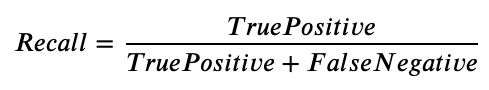 Recall = TruePositive / TruePositive + FalseNegative